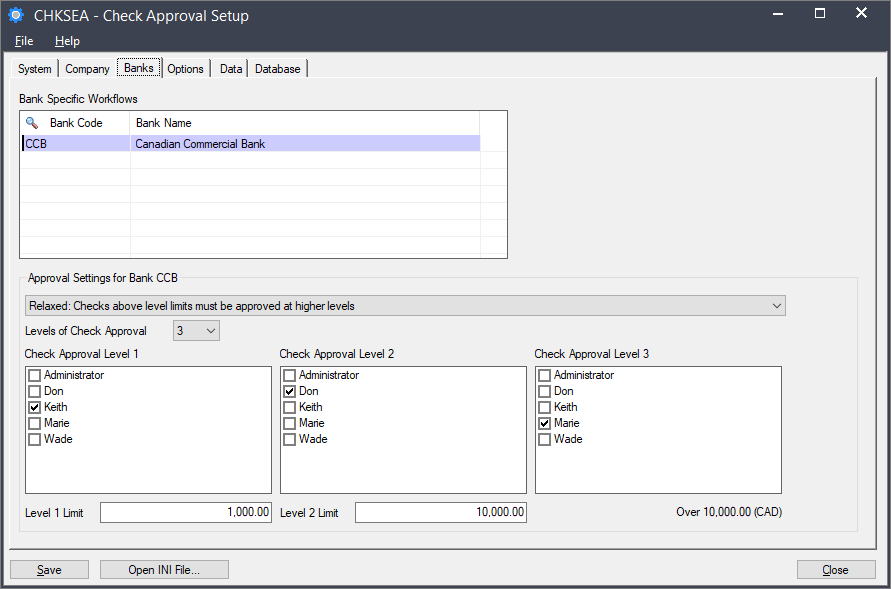 CHKSEA - Check Approval Setup
File Help
System Company Banks Options Data Database
Bank Specific Workflows
Bank Code Bank Name
CCB Canadian Commercial Bank
Approval Settings for Bank CCB
Relaxed: Checks above level limits must be approved at higher levels
Levels of Check Approval 3
Check Approval Level 1 Check Approval Level 2 Check Approval Level 3
Administrator Administrator Administrator
Don Don Don
Keith Keith Keith
Marie Marie Marie
Wade Wade Wade
Level 1 Limit 1,000.00 Level 2 Limit 10,000.00 Over 10,000.00 (CAD)
Save Open INI File... Close